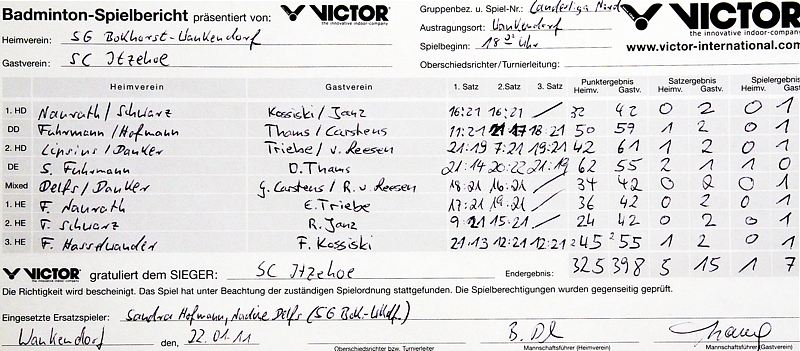 Badminton-Spielbericht präsentiert von: VICTOR the innovative indoor-company
Gruppenbez. u. Spiel-Nr.: Landesliga Nord
Heimverein: SG Bokhorst-Wankendorf
Austragungsort: Wankendorf
Gastverein: SC Itzehoe
Spielbeginn: 18 00 Uhr
Oberschiedsrichter/Turnierleitung:
VICTOR the innovative indoor-company
www.victor-international.com
Heimverein Gastverein 1. Satz 2. Satz 3. Satz Punktergebnis Heimv. Gastv. Satzergebnis Heimv. Gastv. Spielergebnis Heimv. Gastv.
1. HD Naurath/Schwarz Kossiski/Janz 16:21 16:21 32 42 0 2 0 1
DD Fuhrmann/Hofmann Thams/Carstens 11:21 21 17 18:21 50 59 1 2 0 1
2. HD Lipsius/Danker Triebe/v. Reesen 21:19 7:21 19:21 42 61 1 2 0 1
DE S. Fuhrmann D. Thams 21:14 20:22 21:19 62 55 2 1 1 0
Mixed Delfs/Danker G. Carstens/R. v. Reesen 18:21 16:21 34 42 0 2 0 1
1. HE F. Naurath E. Triebe 17:21 19:21 36 42 0 2 0 1
2. HE T. Schwarz R. Janz 9:21 15:21 24 42 0 2 0 1
3. HE F. Kossiski 21:13 12:21 12:21 45 55 1 2 0 1
VICTOR the innovative indoor-company gratuliert dem SIEGER: SC Itzehoe Endergebnis: 325 398 5 15 1 7
Die Richtigkeit wird bescheinigt. Das Spiel hat unter Beachtung der zuständigen Spielordnung stattgefunden. Die Spielberechtigungen wurden gegenseitig geprüft.
Eingesetzte Ersatzspieler: Sandra Hofmann, Nadine Delfs (SG Bok.-Wkdf.)
Wankendorf den, 22.01.11
Oberschiedsrichter bzw. Turnierleiter Mannschaftsführer (Heimverein) Mannschaftsführer (Gastverein)